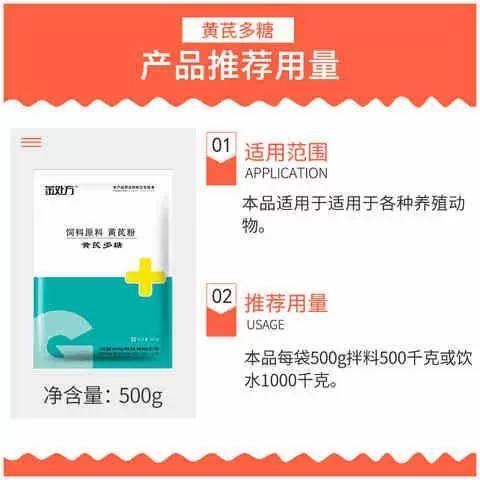 黄芪多糖
产品推荐用量
金处方
饲料原料 黄芪粉
黄芪多糖
净含量：500g
01
适用范围
APPLICATION
本品适用于适用于各种养殖动
物。
02
推荐用量
USAGE
本品每袋500g拌料500千克或饮
水1000千克。